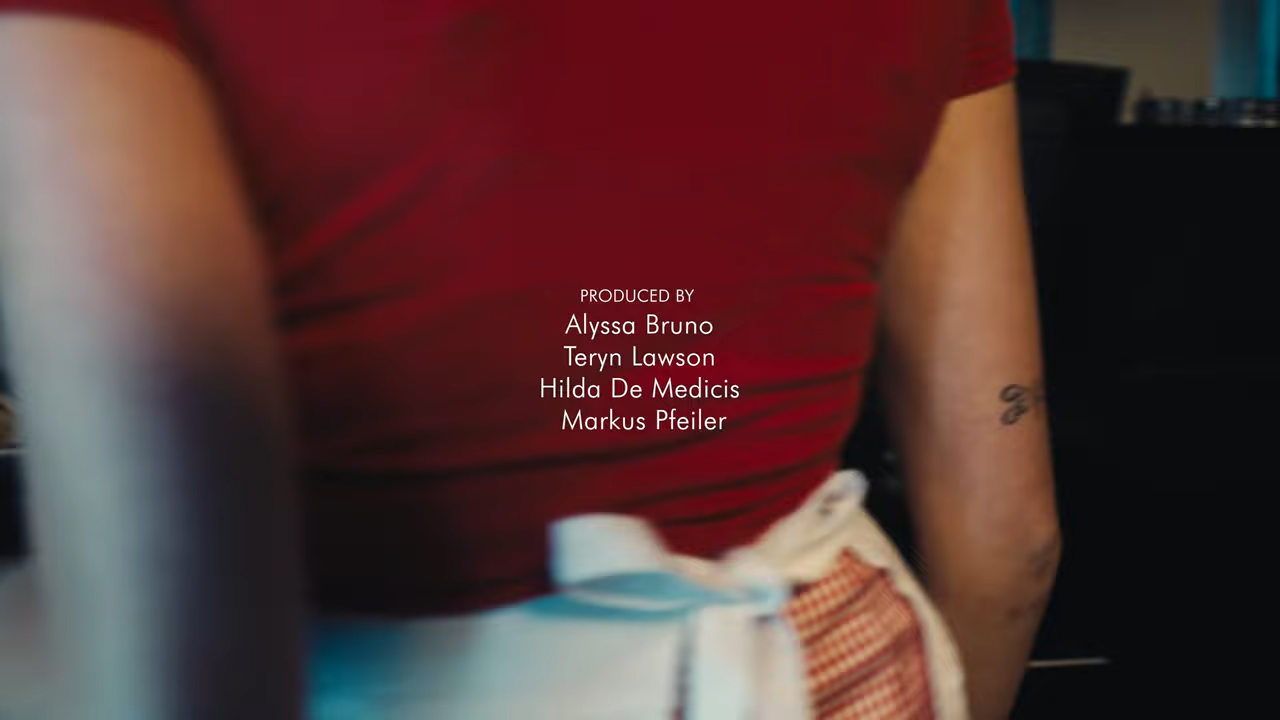 PRODUCED BY
Alyssa Bruno
Teryn Lawson
Hilda De Medicis
Markus Pfeiler